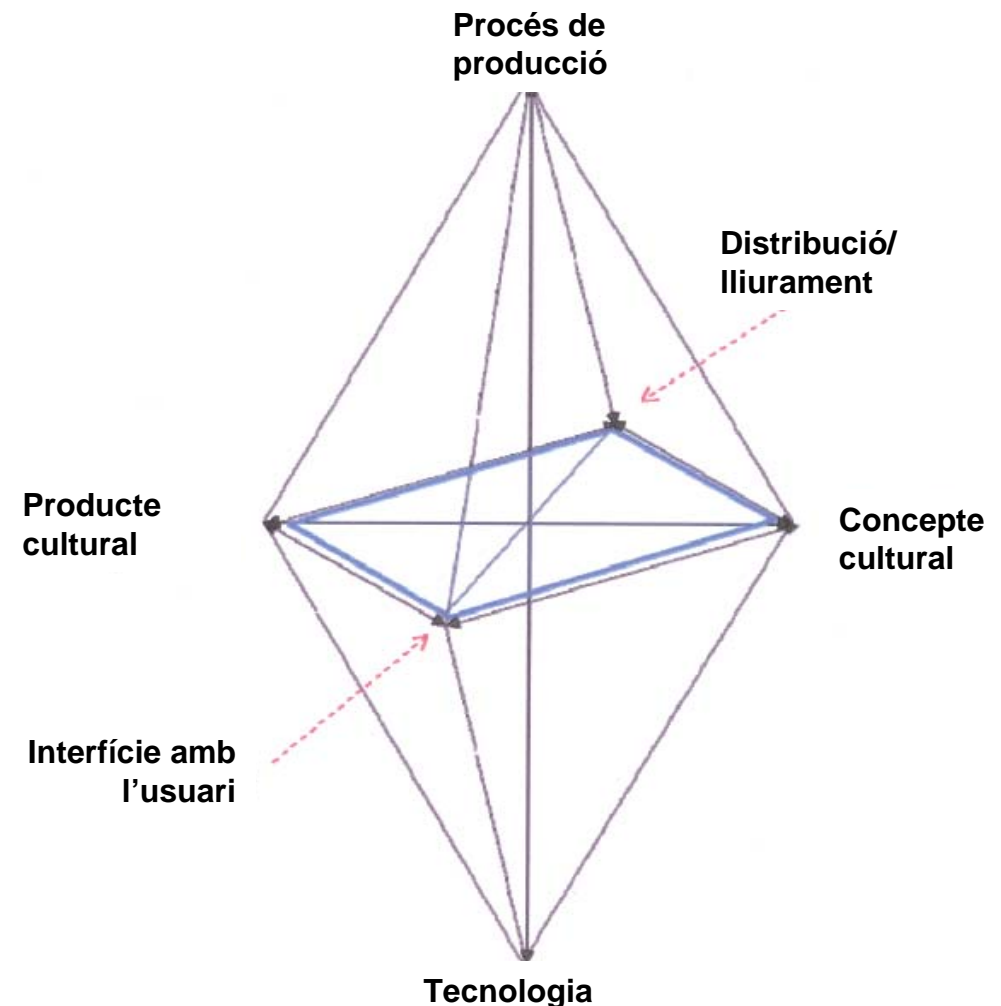 Procés de
producció
Distribució/
lliurament
Producte
cultural
Concepte
cultural
Interfície amb
l’usuari
Tecnologia